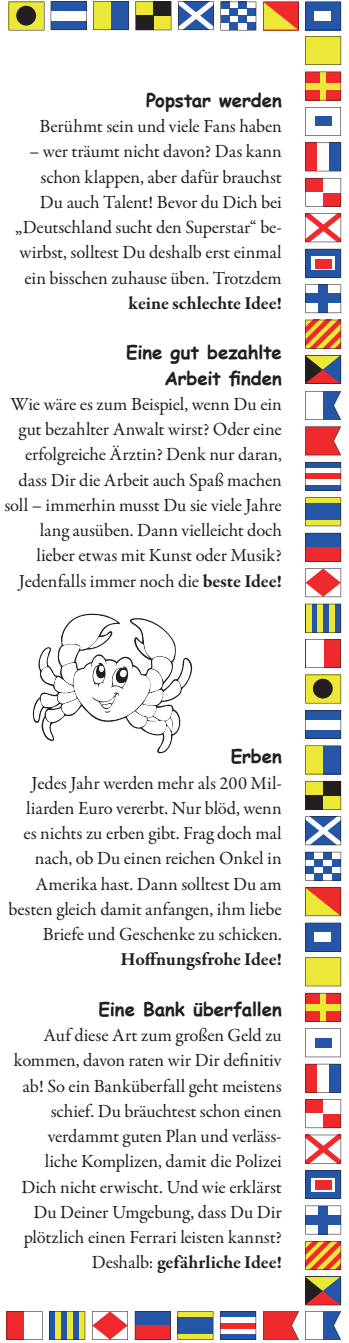 Popstar werden
Berühmt sein und viele Fans haben
– wer träumt nicht davon? Das kann
schon klappen, aber dafür brauchst
Du auch Talent! Bevor du Dich bei
„Deutschland sucht den Superstar“ be-
wirbst, solltest Du deshalb erst einmal
ein bisschen zuhause üben. Trotzdem
keine schlechte Idee!
Eine gut bezahlte
Arbeit finden
Wie wäre es zum Beispiel, wenn Du ein
gut bezahlter Anwalt wirst? Oder eine
erfolgreiche Ärztin? Denk nur daran,
dass Dir die Arbeit auch Spaß machen
soll – immerhin musst Du sie viele Jahre
lang ausüben. Dann vielleicht doch
lieber etwas mit Kunst oder Musik?
Jedenfalls immer noch die beste Idee!
Erben
Jedes Jahr werden mehr als 200 Mil-
liarden Euro vererbt. Nur blöd, wenn
es nichts zu erben gibt. Frag doch mal
nach, ob Du einen reichen Onkel in
Amerika hast. Dann solltest Du am
besten gleich damit anfangen, ihm liebe
Briefe und Geschenke zu schicken.
Hoffnungsfrohe Idee!
Eine Bank überfallen
Auf diese Art zum großen Geld zu
kommen, davon raten wir Dir definitiv
ab! So ein Banküberfall geht meistens
schief. Du bräuchtest schon einen
verdammt guten Plan und verläss-
liche Komplizen, damit die Polizei
Dich nicht erwischt. Und wie erklärst
Du Deiner Umgebung, dass Du Dir
plötzlich einen Ferrari leisten kannst?
Deshalb: gefährliche Idee!